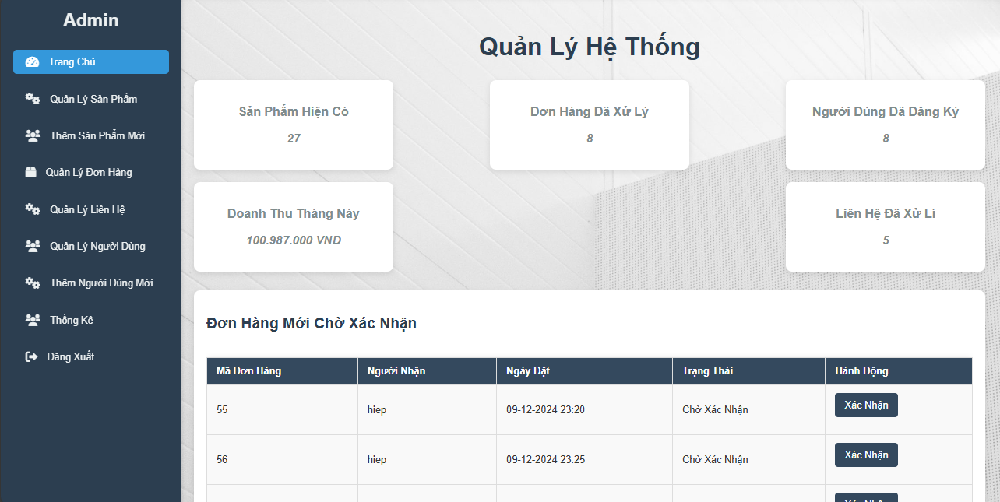 Admin
Trang Chủ
Quản Lý Sản Phẩm
Thêm Sản Phẩm Mới
Quản Lý Đơn Hàng
Quản Lý Liên Hệ
Quản Lý Người Dùng
Thêm Người Dùng Mới
Thống Kê
Đăng Xuất
Quản Lý Hệ Thống
Sản Phẩm Hiện Có
27
Đơn Hàng Đã Xử Lý
8
Người Dùng Đã Đăng Ký
8
Doanh Thu Tháng Này
100.987.000 VND
Liên Hệ Đã Xử Lí
5
Đơn Hàng Mới Chờ Xác Nhận
Mã Đơn Hàng Người Nhận Ngày Đặt Trạng Thái Hành Động
55 hiep 09-12-2024 23:20 Chờ Xác Nhận Xác Nhận
56 hiep 09-12-2024 23:25 Chờ Xác Nhận Xác Nhận